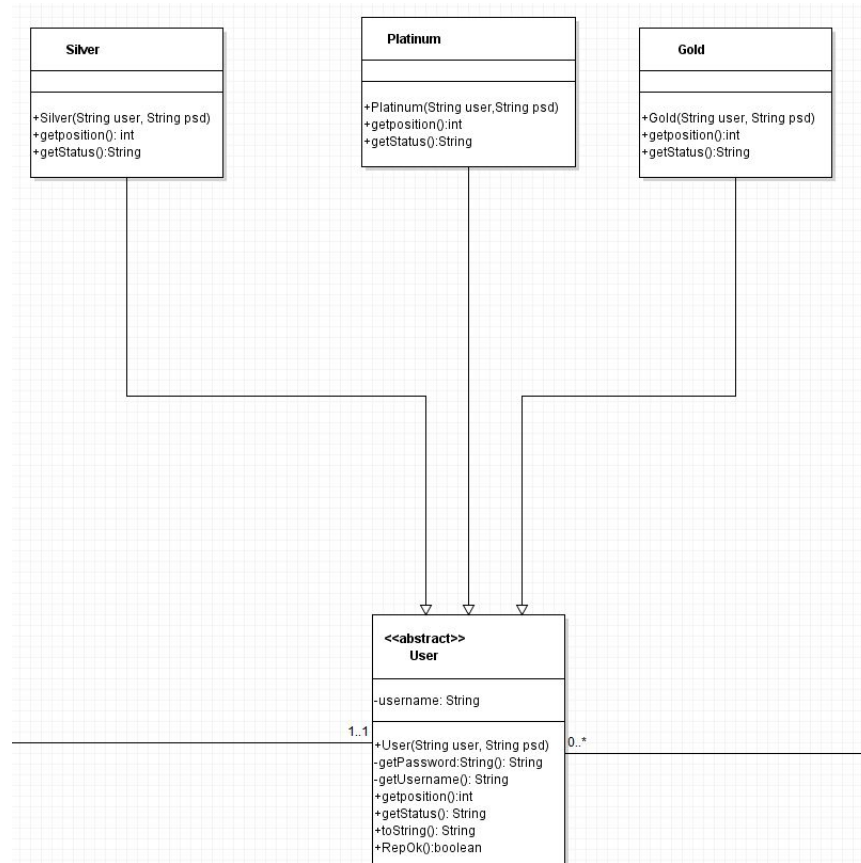 Silver
+Silver(String user, String psd)
+getposition(): int
+getStatus():String
Platinum
+Platinum(String user,String psd)
+getposition():int
+getStatus():String
Gold
+Gold(String user, String psd)
+getposition():int
+getStatus():String
<<abstract>>
User
-username: String
1..1
0..*
+User(String user, String psd)
-getPassword:String(): String
-getUsername(): String
+getposition():int
+getStatus(): String
+toString(): String
+RepOk():boolean